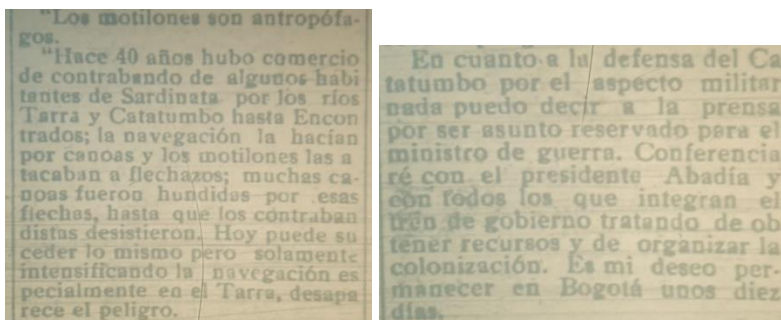 "Los motilones son antropófa-
gos.
"Hace 40 años hubo comercio
de contrabando de algunos habi
tantes de Sardinata por los ríos
Tarra y Catatumbo hasta Encon
trados; la navegación la hacían
por canoas y los motilones las a
tacaban a flechazos; muchas ca-
noas fueron hundidas por esas
flechas, hasta que los contraban
distas desistieron. Hoy puede su
ceder lo mismo pero solamente
intensificando la navegación es
pecialmente en el Tarra, desapa
rece el peligro.
En cuanto a la defensa del Ca
tatumbo por el aspecto militar
nada puedo decir a la prensa
por ser asunto reservado para el
ministro de guerra. Conferencia
ré con el presidente Abadía y
con todos los que integran el
tren de gobierno tratando de ob
tener recursos y de organizar la
colonización. Es mi deseo per-
manecer en Bogotá unos diez
días.